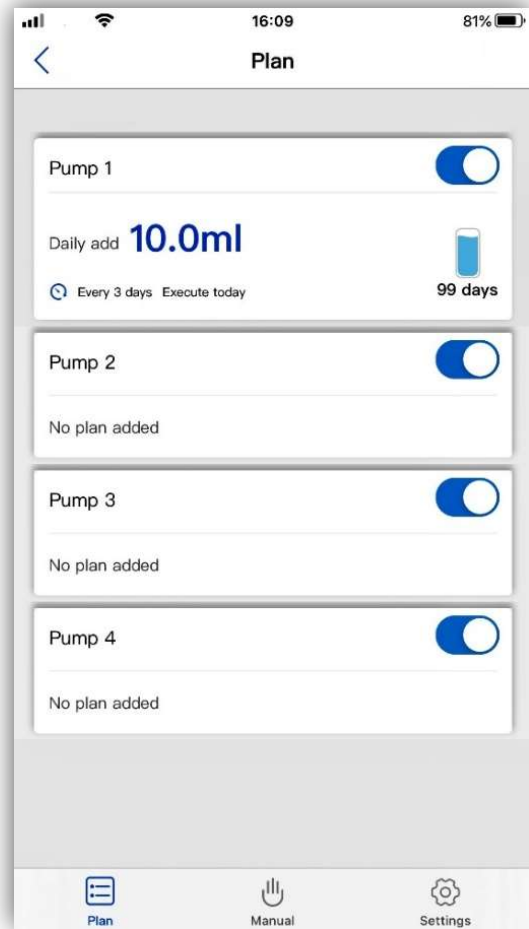 16:09 81%
Plan
Pump 1
Daily add 10.0ml
Every 3 days Execute today
99 days
Pump 2
No plan added
Pump 3
No plan added
Pump 4
No plan added
Plan Manual Settings